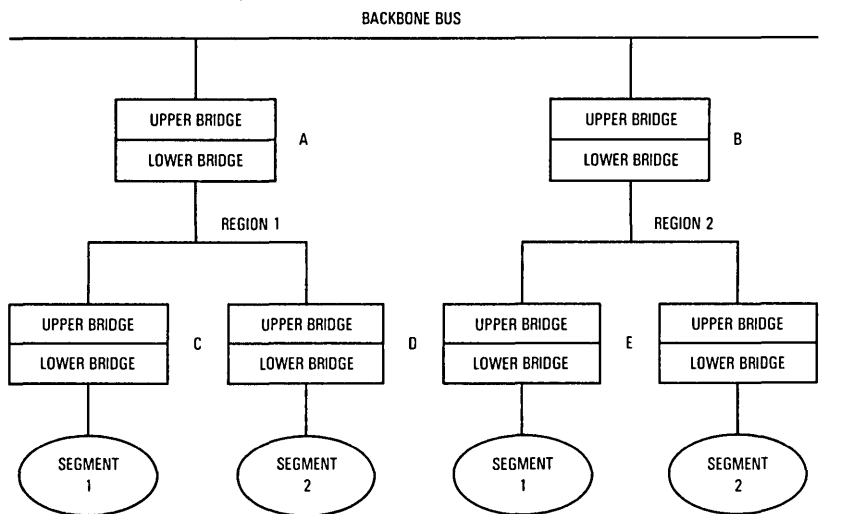 BACKBONE BUS
UPPER BRIDGE
LOWER BRIDGE
A
UPPER BRIDGE
LOWER BRIDGE
B
REGION 1
REGION 2
UPPER BRIDGE
LOWER BRIDGE
C
UPPER BRIDGE
LOWER BRIDGE
D
UPPER BRIDGE
LOWER BRIDGE
E
UPPER BRIDGE
LOWER BRIDGE
SEGMENT
1
SEGMENT
2
SEGMENT
1
SEGMENT
2